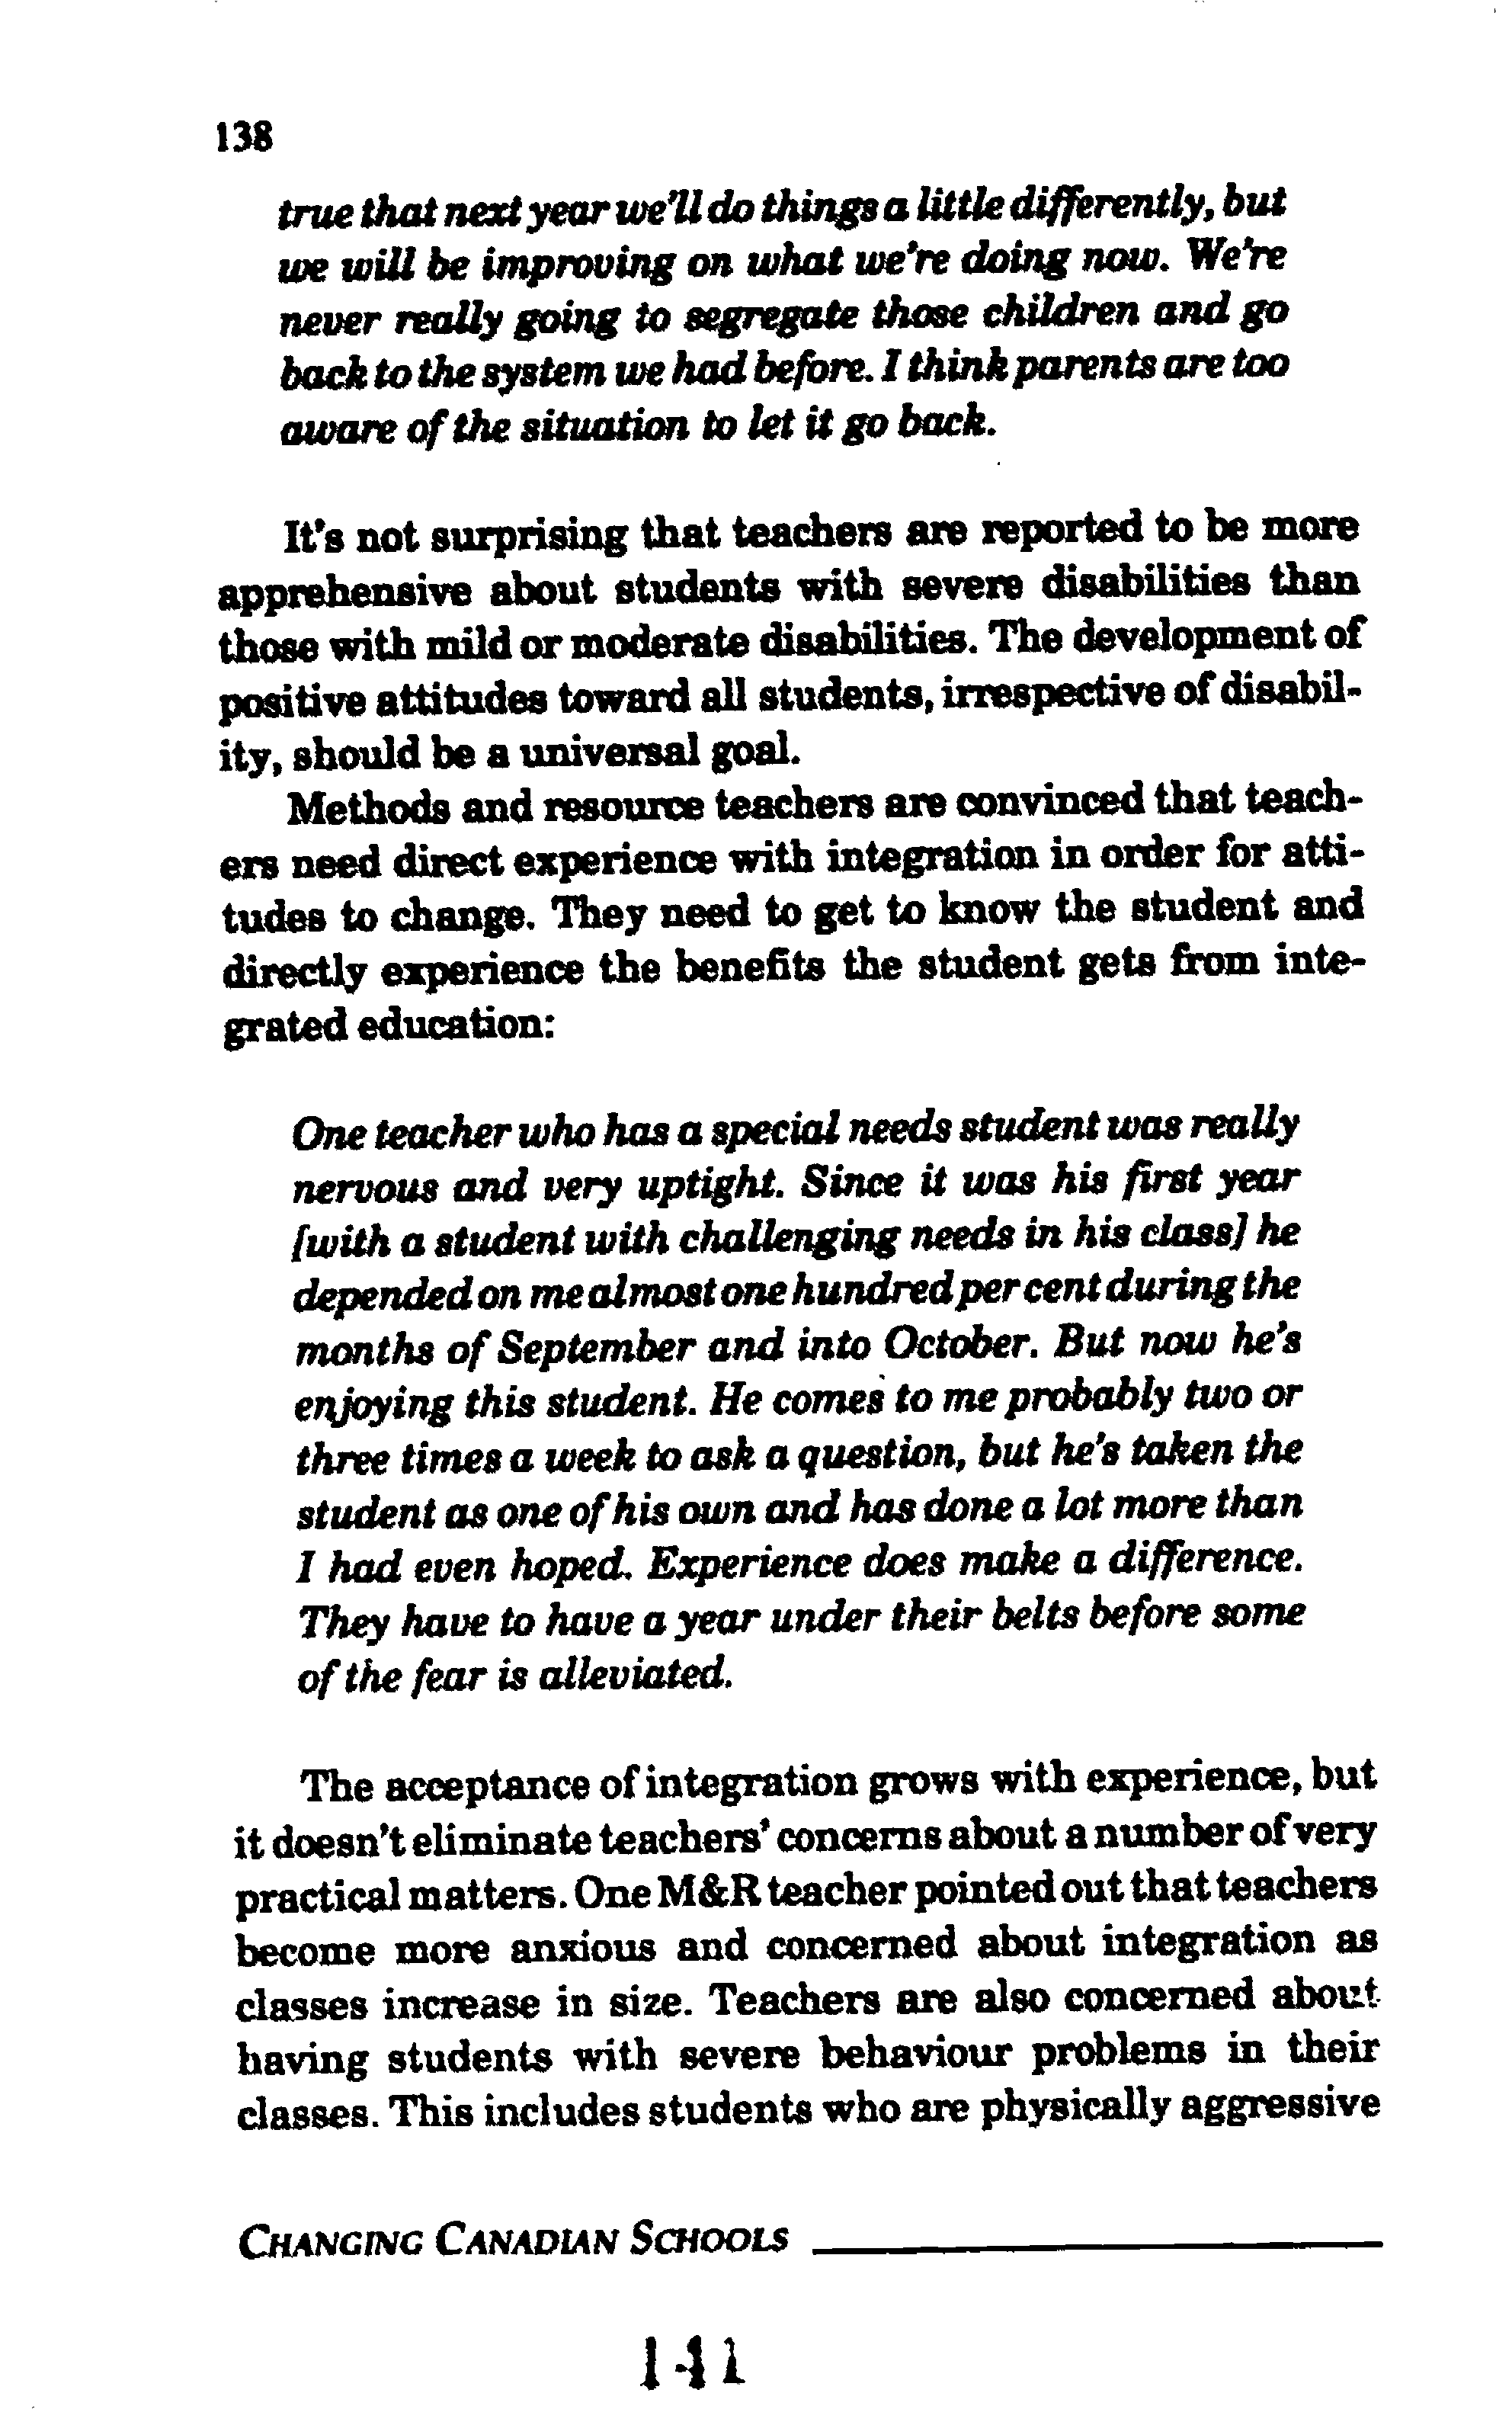 138
true that next year we'll do things a little differently, but
we will be improving on what we're doing now. We're
never really going to segregate those children and go
back to the system we had before. I think parents are too
aware of the situation to let it go back.
It's not surprising that teachers are reported to be more
apprehensive about students with severe disabilities than
those with mild or moderate disabilities. The development of
positive attitudes toward all students, irrespective of disabil-
ity, should be a universal goal.
Methods and resource teachers are convinced that teach-
ers need direct experience with integration in order for atti-
tudes to change. They need to get to know the student and
directly experience the benefits the student gets from inte-
grated education:
One teacher who has a special needs student was really
nervous and very uptight. Since it was his first year
[with a student with challenging needs in his class] he
depended on me almost one hundred per cent during the
months of September and into October. But now he's
enjoying this student. He comes to me probably two or
three times a week to ask a question, but he's taken the
student as one of his own and has done a lot more than
I had even hoped. Experience does make a difference.
They have to have a year under their belts before some
of the fear is alleviated.
The acceptance of integration grows with experience, but
it doesn't eliminate teachers' concerns about a number of very
practical matters. One M&R teacher pointed out that teachers
become more anxious and concerned about integration as
classes increase in size. Teachers are also concerned about
having students with severe behaviour problems in their
classes. This includes students who are physically aggressive
CHANGING CANADIAN SCHOOLS
141